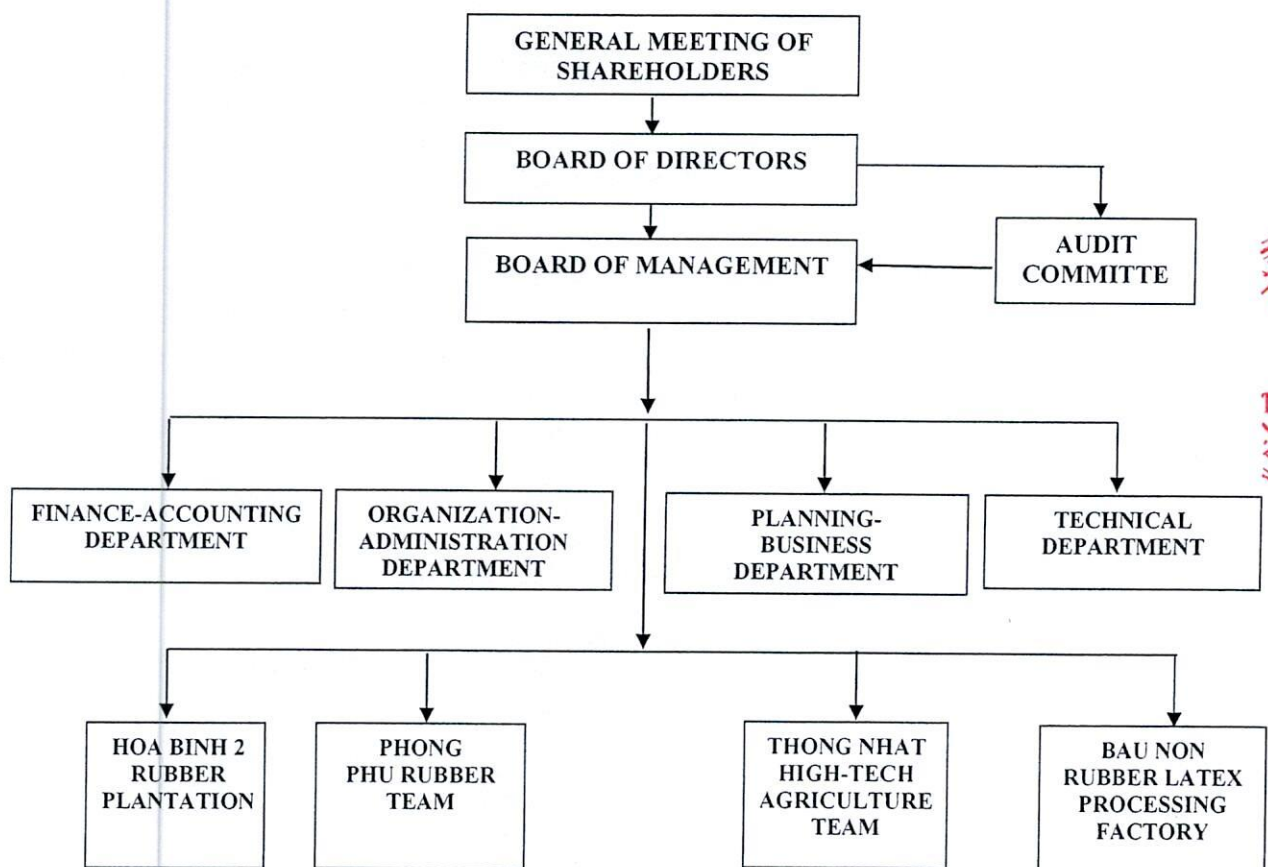 GENERAL MEETING OF
SHAREHOLDERS
BOARD OF DIRECTORS
BOARD OF MANAGEMENT
AUDIT
COMMITTE
FINANCE-ACCOUNTING
DEPARTMENT
ORGANIZATION-
ADMINISTRATION
DEPARTMENT
PLANNING-
BUSINESS
DEPARTMENT
TECHNICAL
DEPARTMENT
HOA BINH 2
RUBBER
PLANTATION
PHONG
PHU RUBBER
TEAM
THONG NHAT
HIGH-TECH
AGRICULTURE
TEAM
BAU NON
RUBBER LATEX
PROCESSING
FACTORY